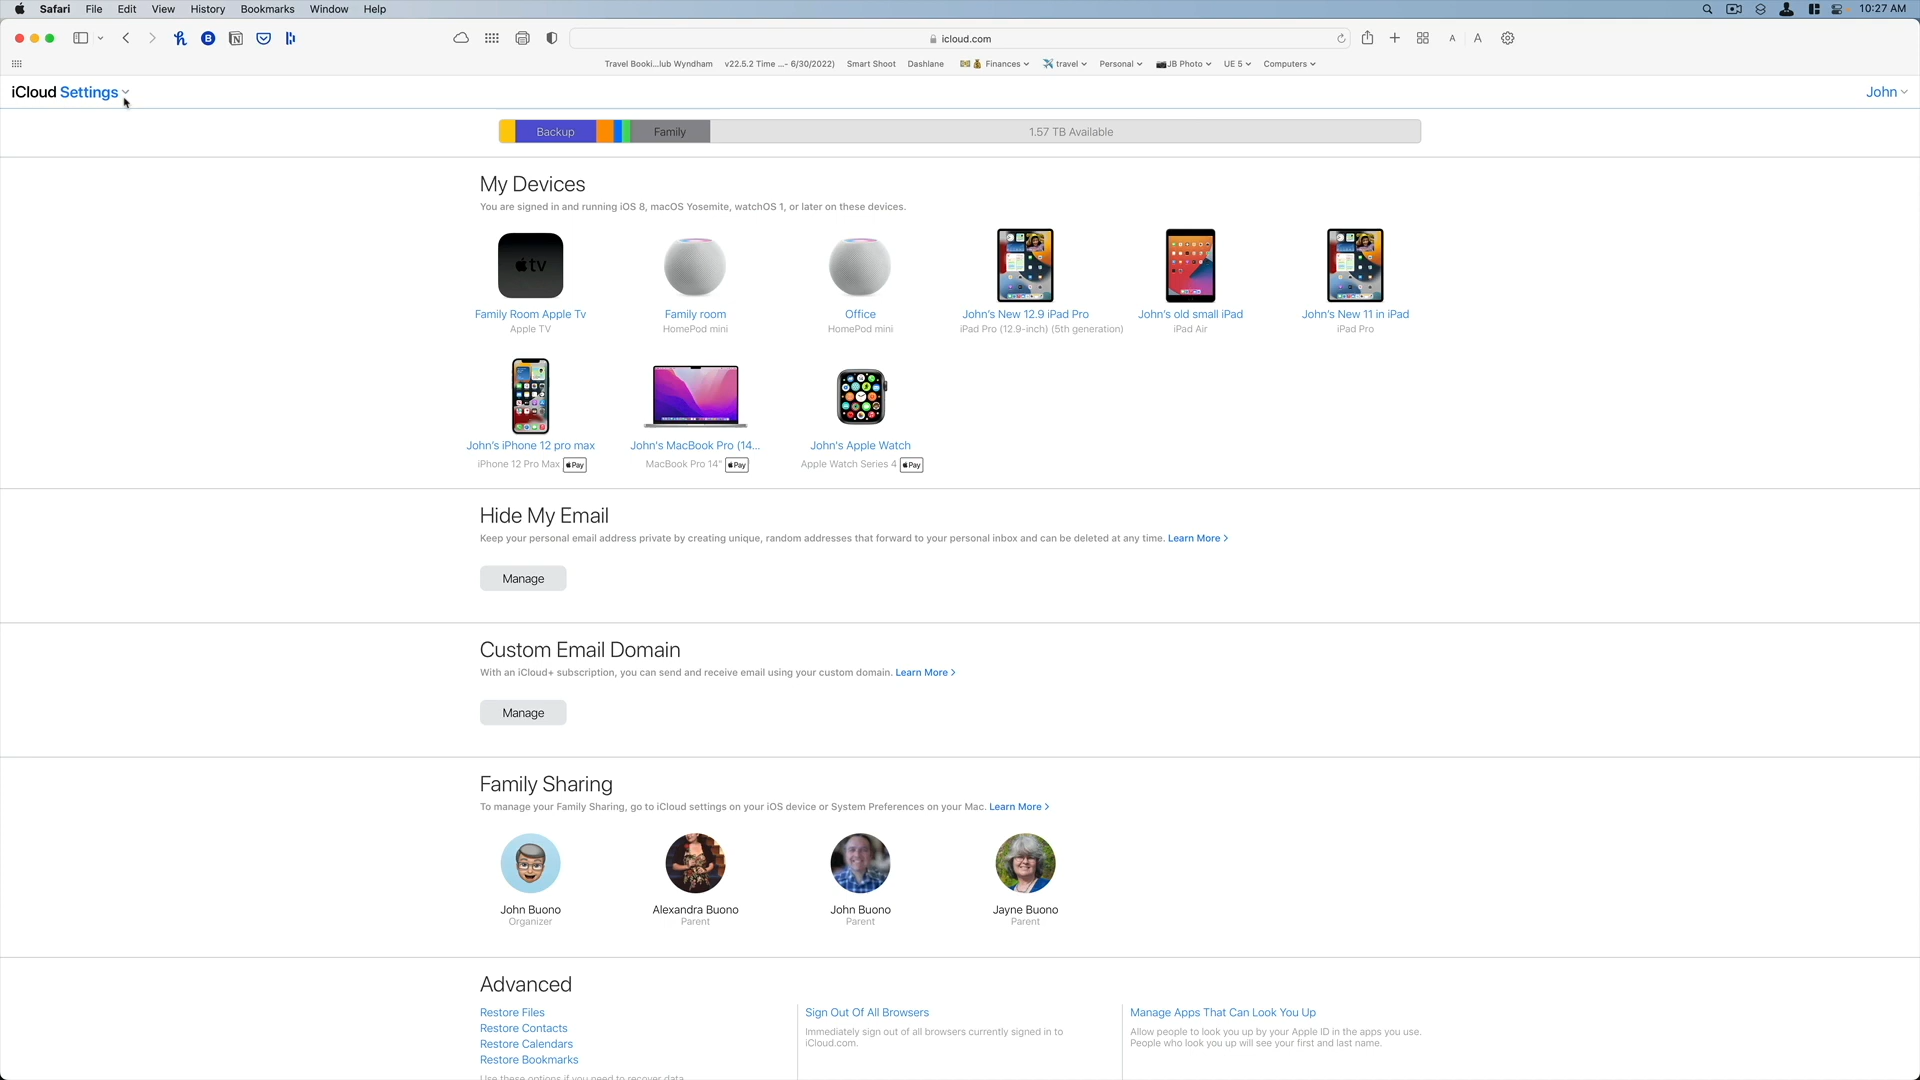 Safari File Edit View History Bookmarks Window Help 10:27 AM
icloud.com A A
Travel Booki...lub Wyndham v22.5.2 Time ...- 6/30/2022) Smart Shoot Dashlane Finances travel Personal JB Photo UE 5 Computers
iCloud Settings John
Backup Family 1.57 TB Available
My Devices
You are signed in and running iOS 8, macOS Yosemite, watchOS 1, or later on these devices.
tv
Family Room Apple Tv Family room Office John's New 12.9 iPad Pro John's old small iPad John's New 11 in iPad
Apple TV HomePod mini HomePod mini iPad Pro (12.9-inch) (5th generation) iPad Air iPad Pro
John's iPhone 12 pro max John's MacBook Pro (14... John's Apple Watch
iPhone 12 Pro Max Pay MacBook Pro 14" Pay Apple Watch Series 4 Pay
Hide My Email
Keep your personal email address private by creating unique, random addresses that forward to your personal inbox and can be deleted at any time. Learn More >
Manage
Custom Email Domain
With an iCloud+ subscription, you can send and receive email using your custom domain. Learn More >
Manage
Family Sharing
To manage your Family Sharing, go to iCloud settings on your iOS device or System Preferences on your Mac. Learn More >
John Buono Alexandra Buono John Buono Jayne Buono
Organizer Parent Parent Parent
Advanced
Restore Files Sign Out Of All Browsers Manage Apps That Can Look You Up
Restore Contacts Immediately sign out of all browsers currently signed in to Allow people to look you up by your Apple ID in the apps you use.
Restore Calendars iCloud.com. People who look you up will see your first and last name.
Restore Bookmarks
Use these options if you need to recover data